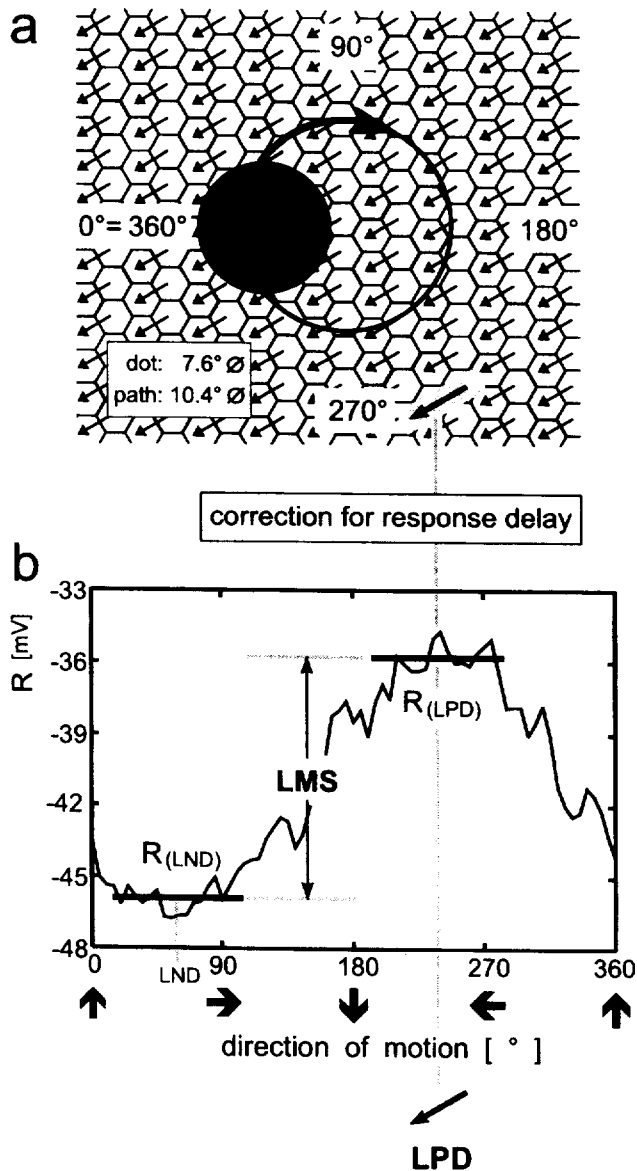 a
90°
0°= 360°
180°
dot: 7.6° Ø
path: 10.4° Ø
270°
correction for response delay
b
-33
-36
-39
-42
-45
-48
R [mV]
R(LPD)
LMS
R(LND)
0
LND
90
180
270
360
direction of motion [ ° ]
LPD